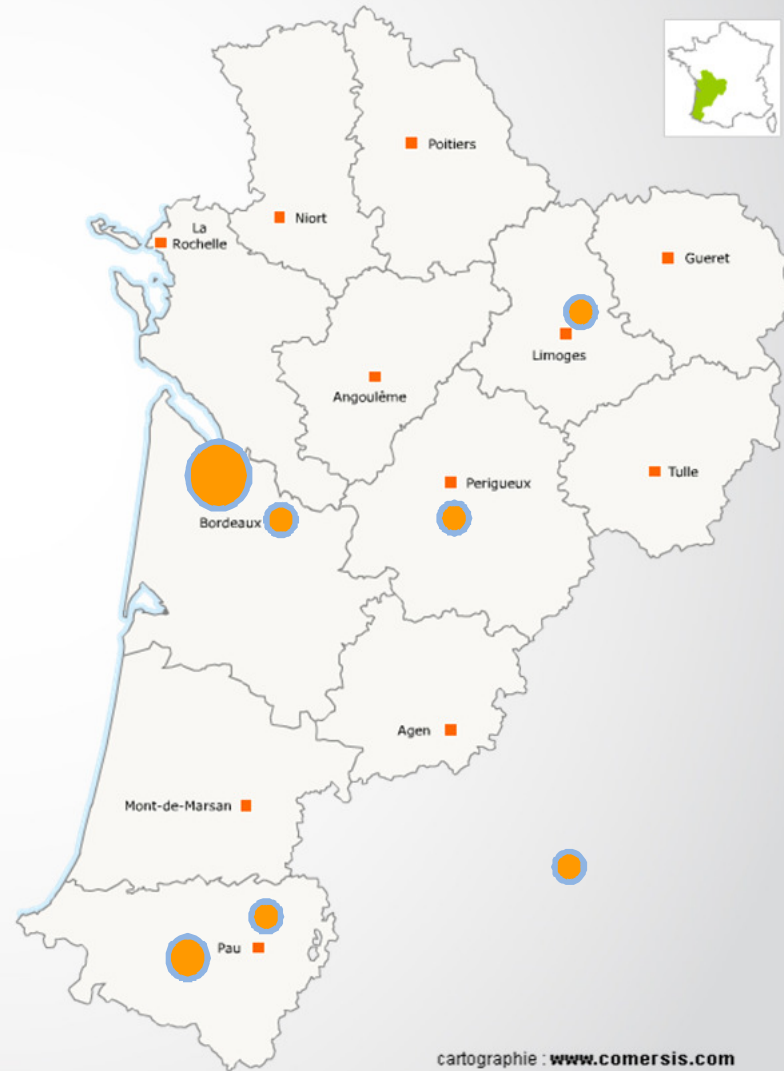 Poitiers
Niort
La
Rochelle
Gueret
Limoges
Angoulême
Tulle
Perigueux
Bordeaux
Agen
Mont-de-Marsan
Pau
cartographie : www.comersis.com